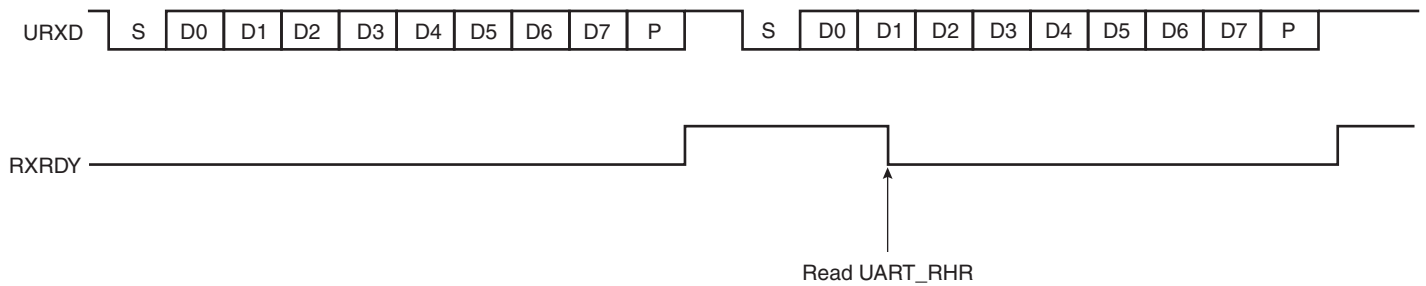 URXD S D0 D1 D2 D3 D4 D5 D6 D7 P S D0 D1 D2 D3 D4 D5 D6 D7 P
RXRDY
Read UART_RHR